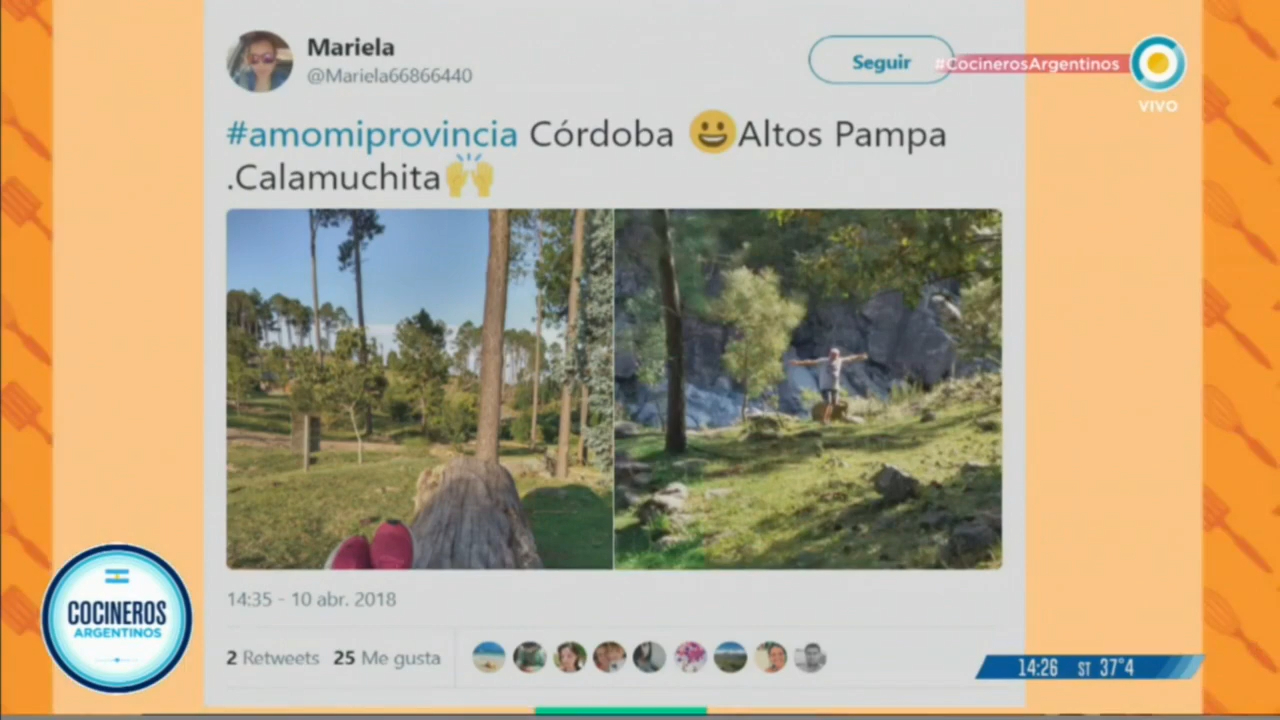 Mariela
@Mariela66866440
Seguir
#CocinerosArgentinos
VIVO
#amomiprovincia Córdoba 😀Altos Pampa
.Calamuchita🙌
14:35 - 10 abr. 2018
2 Retweets 25 Me gusta
COCINEROS
ARGENTINOS
14:26 ST 37°4